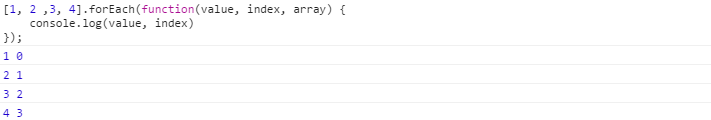 [1, 2 ,3, 4].forEach(function(value, index, array) {
    console.log(value, index)
});
1 0
2 1
3 2
4 3